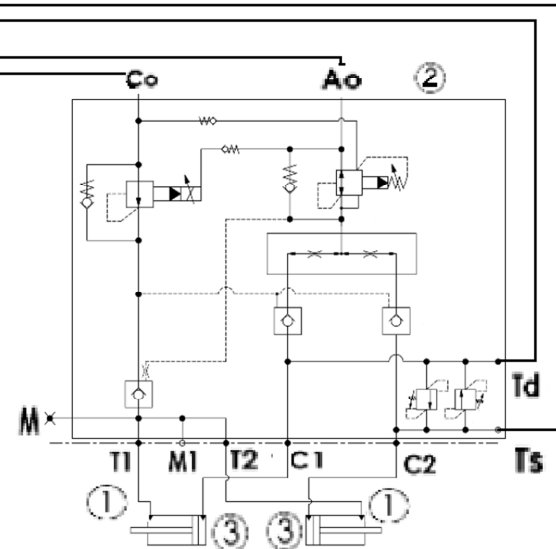 Co Ao ②
Td
M
T1 M1 T2 C1 C2 Ts
① ③ ③ ①